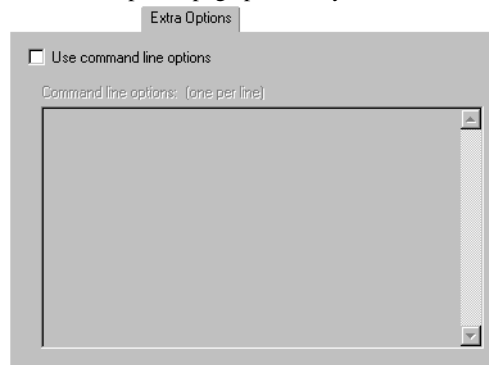 Extra Options
Use command line options
Command line options: (one per line)